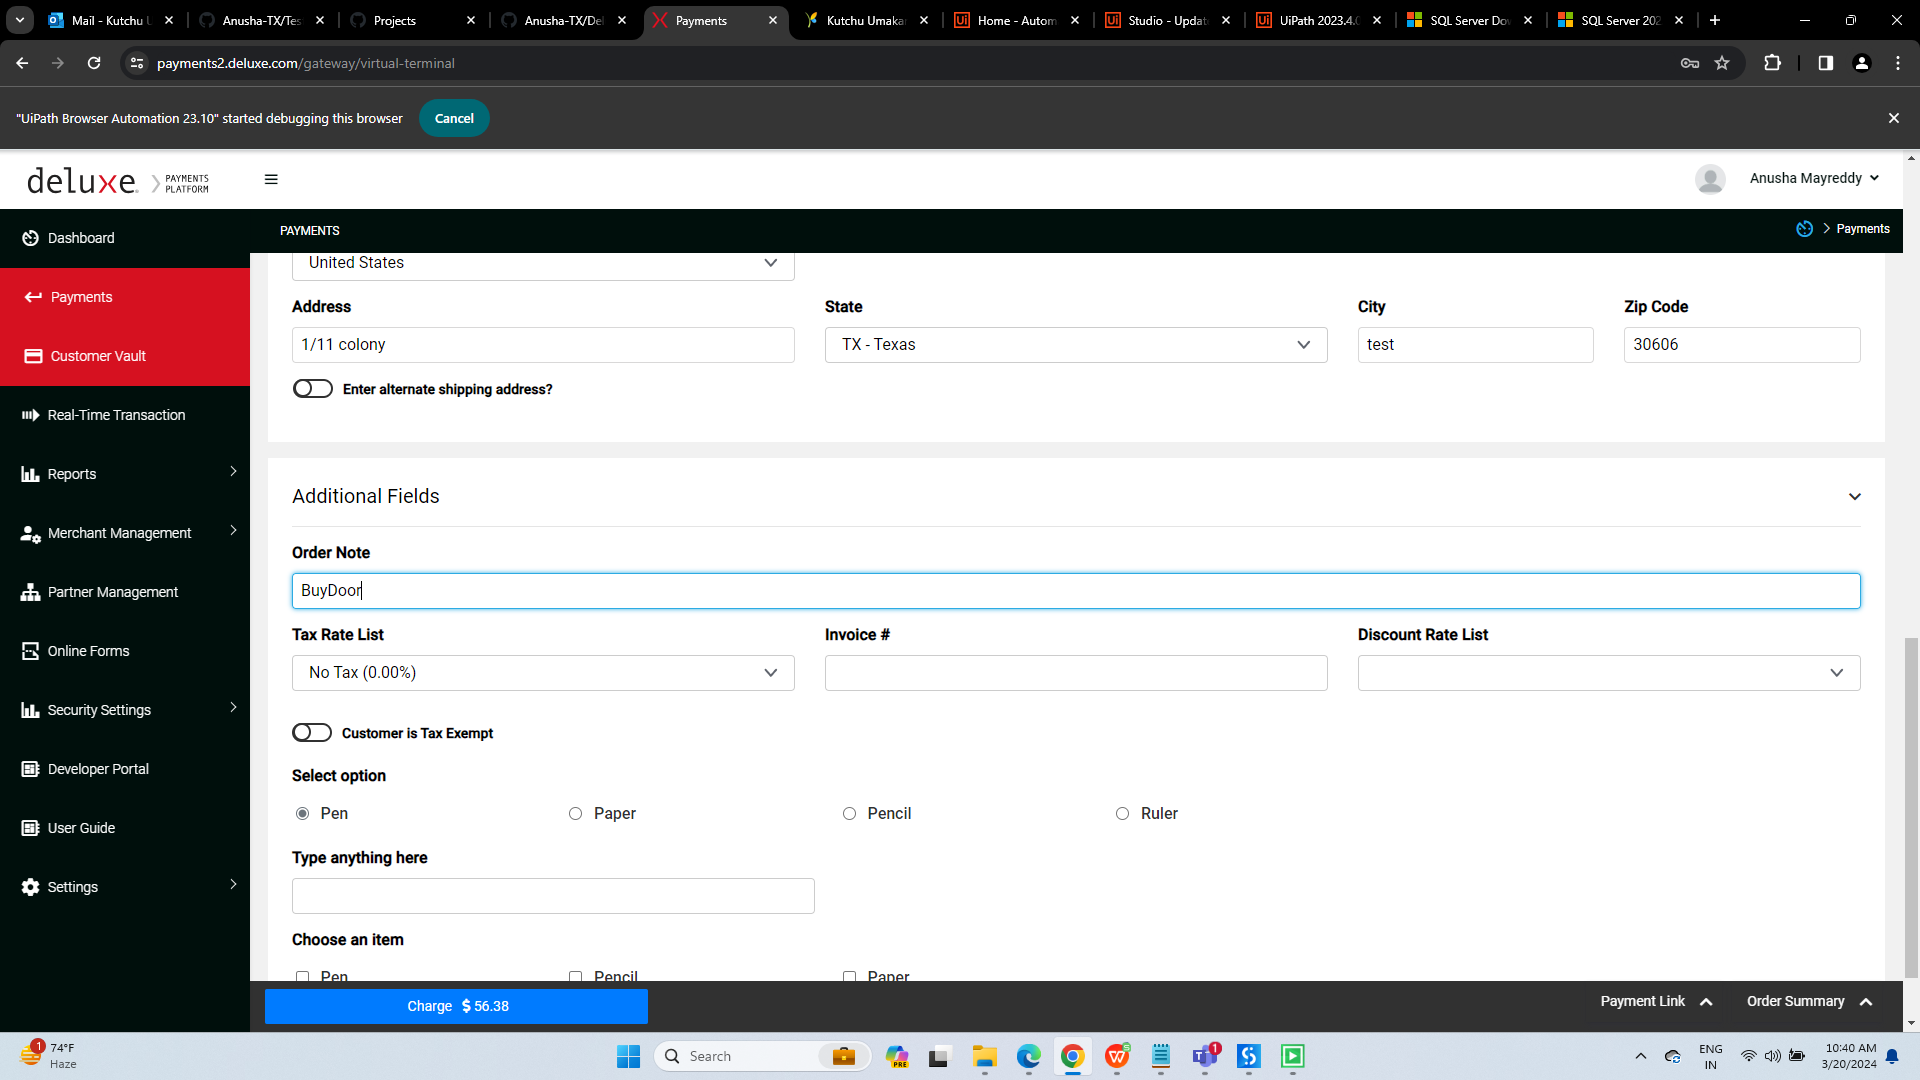 Mail - Kutchu U
Anusha-TX/Tes
Projects
Anusha-TX/Del
Payments
Kutchu Umakar
Home - Autom
Studio - Updat
UiPath 2023.4.0
SQL Server Do
SQL Server 202
payments2.deluxe.com/gateway/virtual-terminal
"UiPath Browser Automation 23.10" started debugging this browser
Cancel
deluxe.
PAYMENTS
PLATFORM
Anusha Mayreddy
Dashboard
Payments
Customer Vault
Real-Time Transaction
Reports
Merchant Management
Partner Management
Online Forms
Security Settings
Developer Portal
User Guide
Settings
PAYMENTS
Payments
United States
Address
State
City
Zip Code
1/11 colony
TX - Texas
test
30606
Enter alternate shipping address?
Additional Fields
Order Note
BuyDoor
Tax Rate List
Invoice #
Discount Rate List
No Tax (0.00%)
Customer is Tax Exempt
Select option
Pen
Paper
Pencil
Ruler
Type anything here
Choose an item
Pen
Pencil
Paper
Charge $ 56.38
Payment Link
Order Summary
1
74°F
Haze
Search
PRE
1
ENG
IN
10:40 AM
3/20/2024